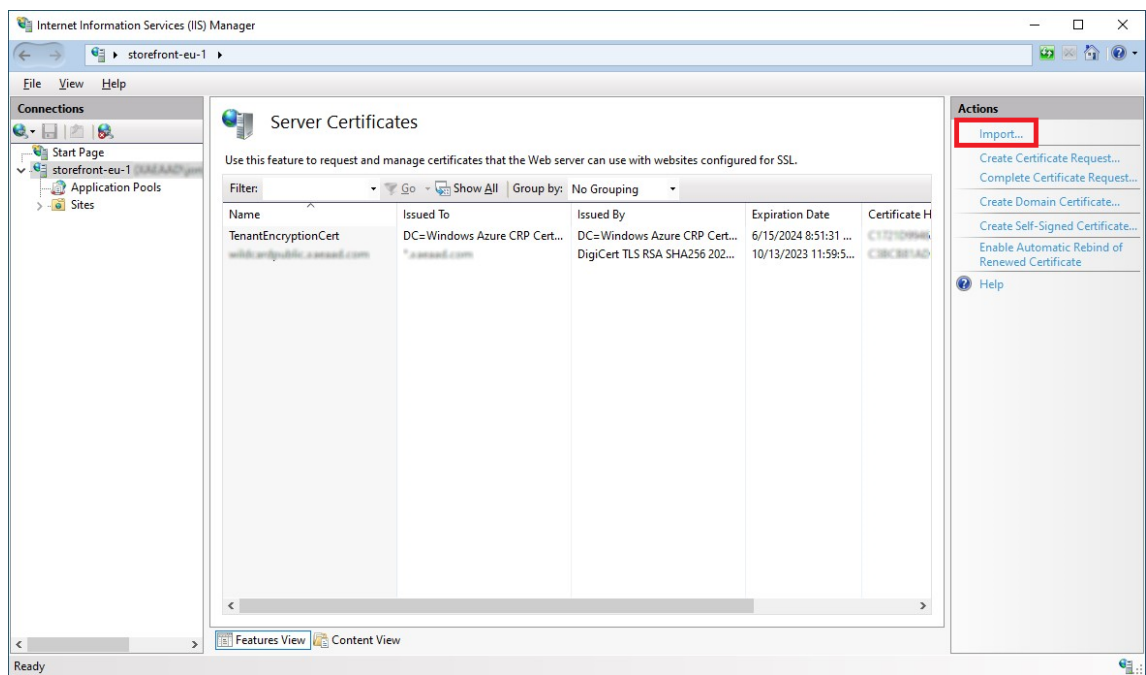 Internet Information Services (IIS) Manager
storefront-eu-1
File View Help
Connections
Start Page
storefront-eu-1
Application Pools
Sites
Server Certificates
Use this feature to request and manage certificates that the Web server can use with websites configured for SSL.
Filter: Go Show All Group by: No Grouping
Name Issued To Issued By Expiration Date Certificate H
TenantEncryptionCert DC=Windows Azure CRP Cert... DC=Windows Azure CRP Cert... 6/15/2024 8:51:31 ...
DigiCert TLS RSA SHA256 202... 10/13/2023 11:59:5...
Features View Content View
Actions
Import...
Create Certificate Request...
Complete Certificate Request...
Create Domain Certificate...
Create Self-Signed Certificate...
Enable Automatic Rebind of
Renewed Certificate
Help
Ready